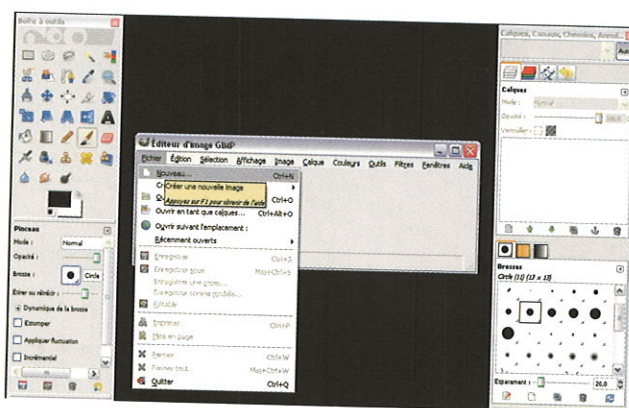 Boîte à outils
Pinceau
Mode : Normal
Opacité :
Brosse : Circle
Étirer ou rétrécir :
Dynamique de la brosse
Estomper
Appliquer fluctuation
Incrémentiel
Éditeur d'image GIMP
Fichier Édition Sélection Affichage Image Calque Couleurs Outils Filtres Fenêtres Aide
Nouveau... Ctrl+N
Créer une nouvelle image
Appuyez sur F1 pour obtenir de l'aide
Ctrl+O
Ouvrir en tant que calques... Ctrl+Alt+O
Ouvrir suivant l'emplacement :
Récemment ouverts
Enregistrer Ctrl+S
Enregistrer sous Maj+Ctrl+S
Enregistrer une copie...
Enregistrer comme modèle...
Imprimer Ctrl+P
Mise en page
Fermer Ctrl+W
Fermer tout Maj+Ctrl+W
Quitter Ctrl+Q
Calques, Canaux, Chemins, Annul...
Calques
Mode : Normal
Opacité :
Verrouiller :
Brosses
Circle (11) (13 x 13)
Espacement : 20,0